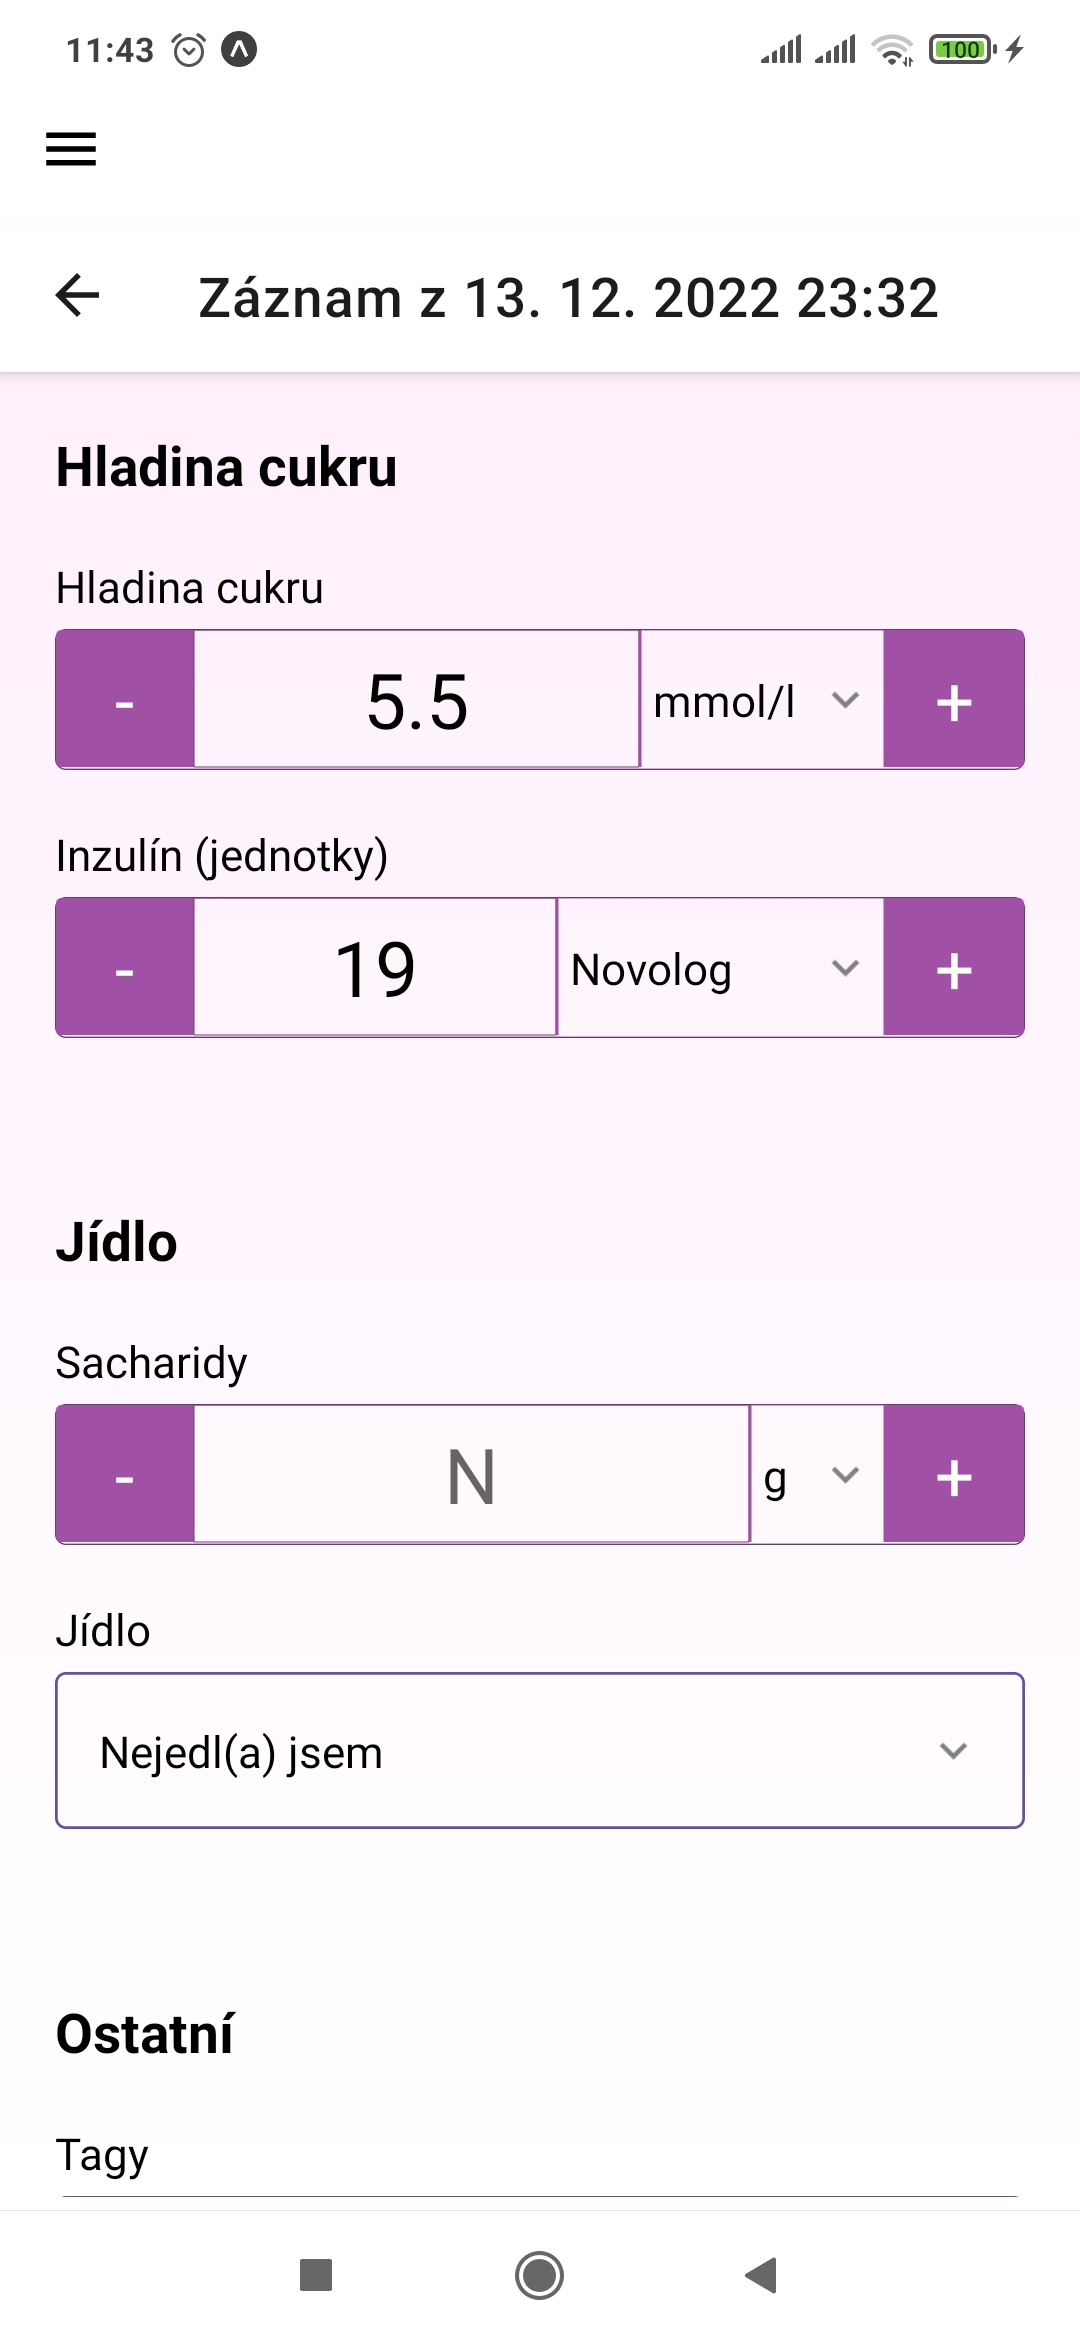 11:43
100
Záznam z 13. 12. 2022 23:32
Hladina cukru
Hladina cukru
- 5.5 mmol/l +
Inzulín (jednotky)
- 19 Novolog +
Jídlo
Sacharidy
- N g +
Jídlo
Nejedl(a) jsem
Ostatní
Tagy